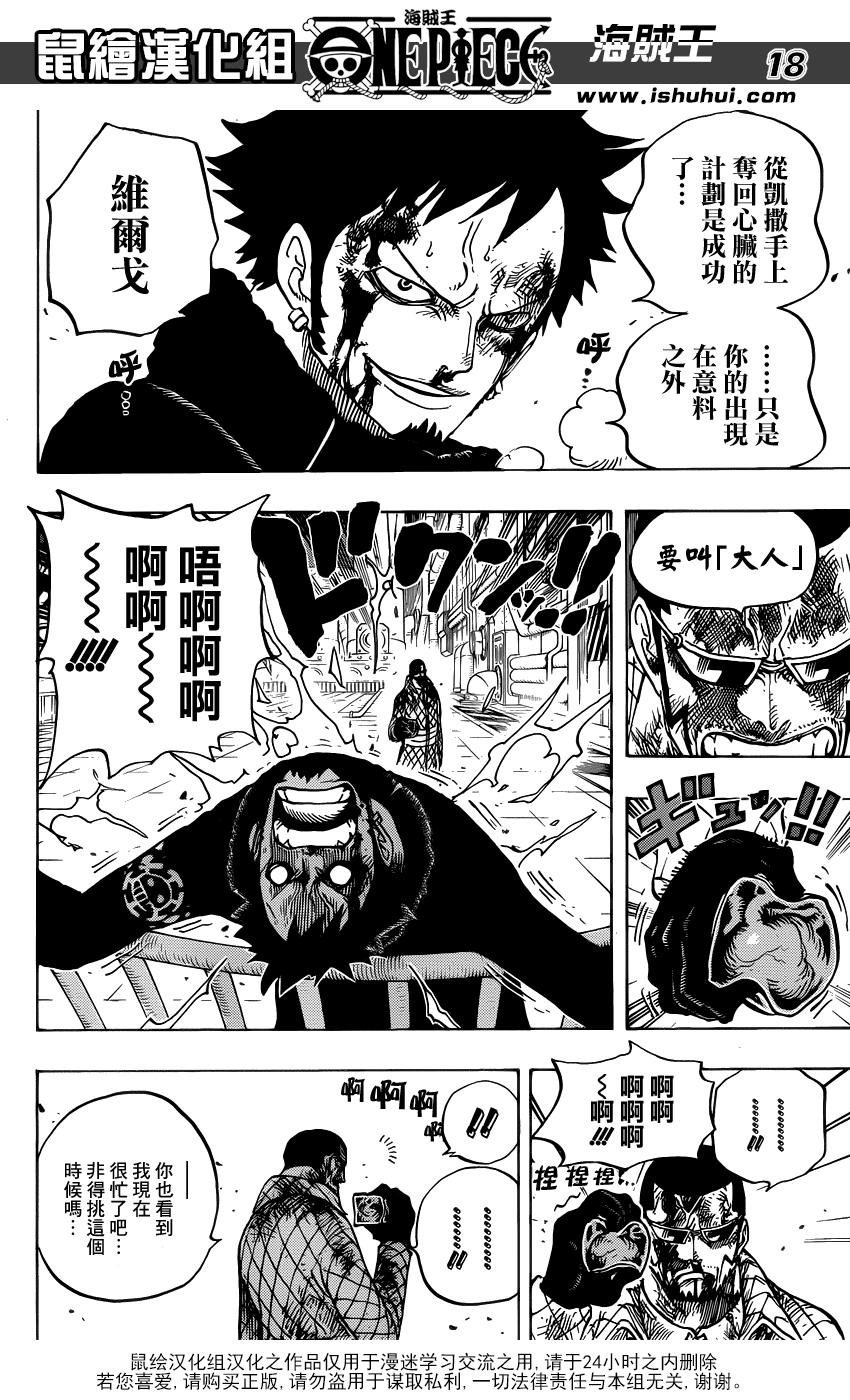 鼠繪漢化組
海賊王
ONE PIECE
海賊王
18
www.ishuhui.com
從凱撒手上
奪回心臟的
計劃是成功
了…
……只是
你的出現
在意料
之外
呼…
維爾戈
呼
要叫「大人」
ギュン!!
ドクン!!
唔啊啊啊
啊啊～
～!!!!
…………!!
啊啊
啊啊啊
～啊!!!
捏捏捏…
!!
…………!!
啊啊啊啊
——
你也看到
我現在
很忙了吧…
非得挑這個
時候嗎…
鼠绘汉化组汉化之作品仅用于漫迷学习交流之用, 请于24小时之内删除
若您喜爱, 请购买正版, 请勿盗用于谋取私利, 一切法律责任与本组无关, 谢谢.